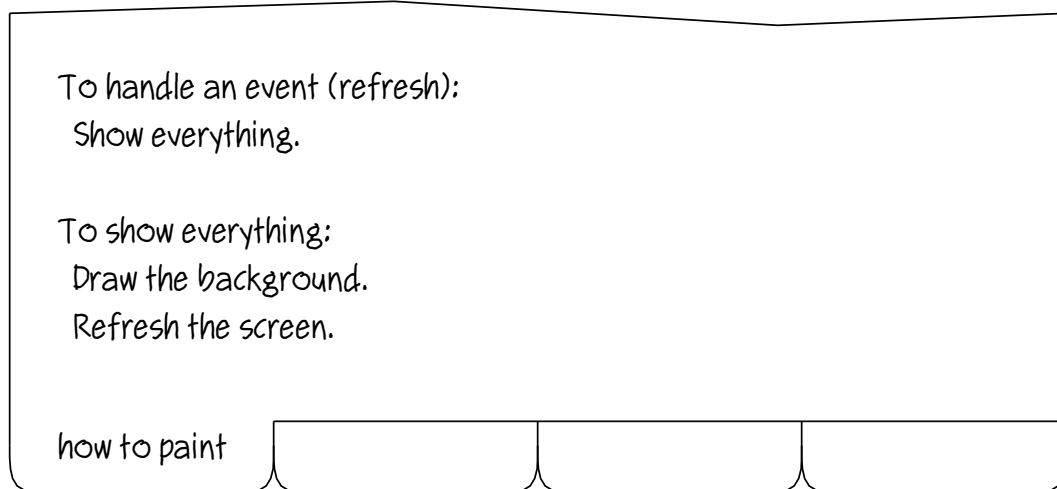 To handle an event (refresh):
Show everything.
To show everything:
Draw the background.
Refresh the screen.
how to paint